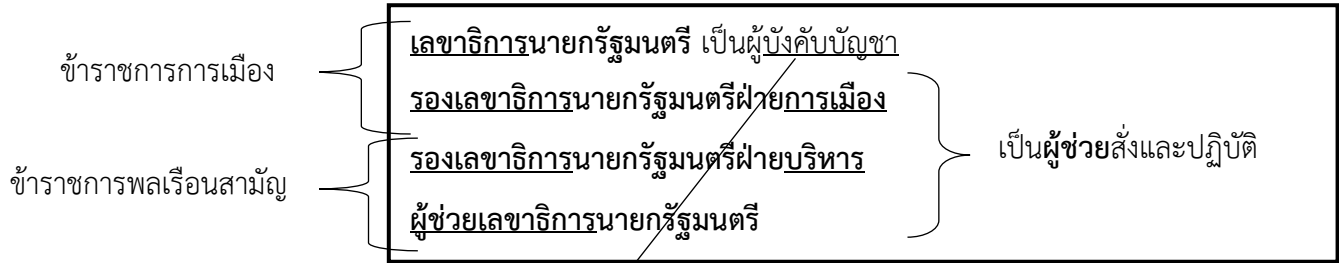 ข้าราชการการเมือง
ข้าราชการพลเรือนสามัญ
เลขาธิการนายกรัฐมนตรี เป็นผู้บังคับบัญชา
รองเลขาธิการนายกรัฐมนตรีฝ่ายการเมือง
รองเลขาธิการนายกรัฐมนตรีฝ่ายบริหาร
ผู้ช่วยเลขาธิการนายกรัฐมนตรี
เป็นผู้ช่วยสั่งและปฏิบัติ